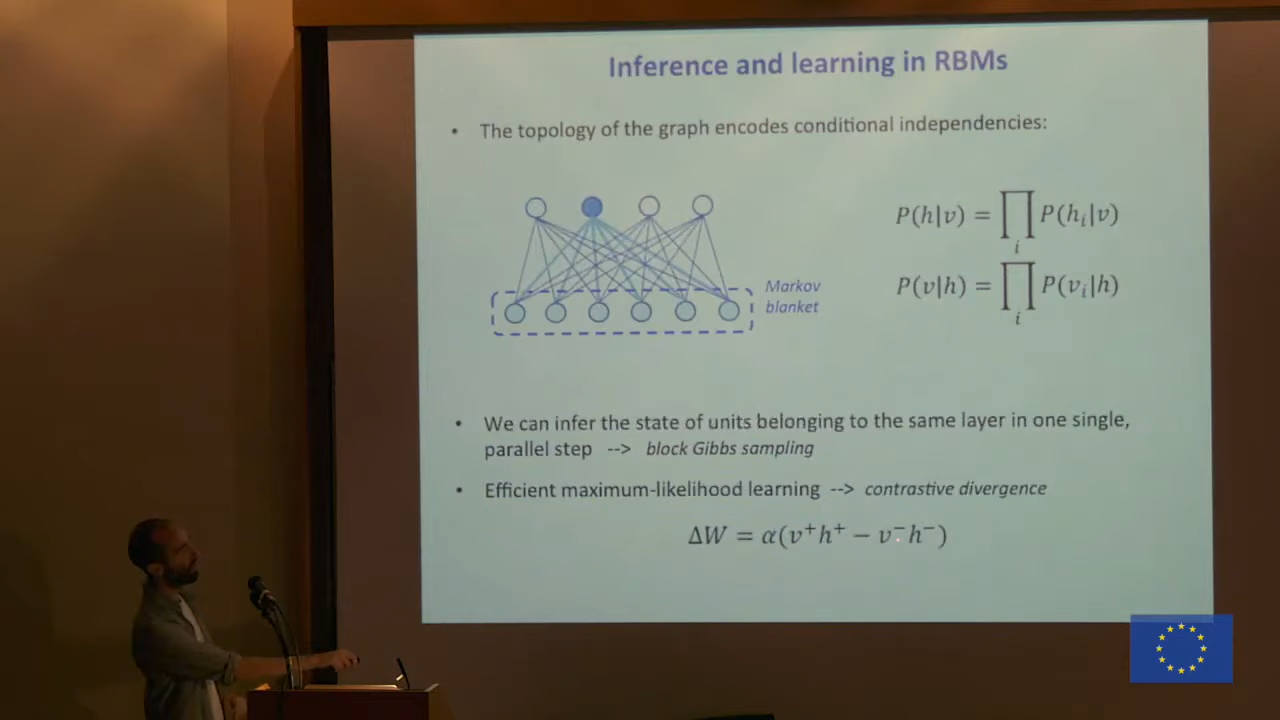 Inference and learning in RBMs
• The topology of the graph encodes conditional independencies:
P(h|v) = ∏ᵢ P(hᵢ|v)
P(v|h) = ∏ᵢ P(vᵢ|h)
Markov
blanket
• We can infer the state of units belonging to the same layer in one single,
parallel step --> block Gibbs sampling
• Efficient maximum-likelihood learning --> contrastive divergence
ΔW = α(v⁺h⁺ − v⁻h⁻)